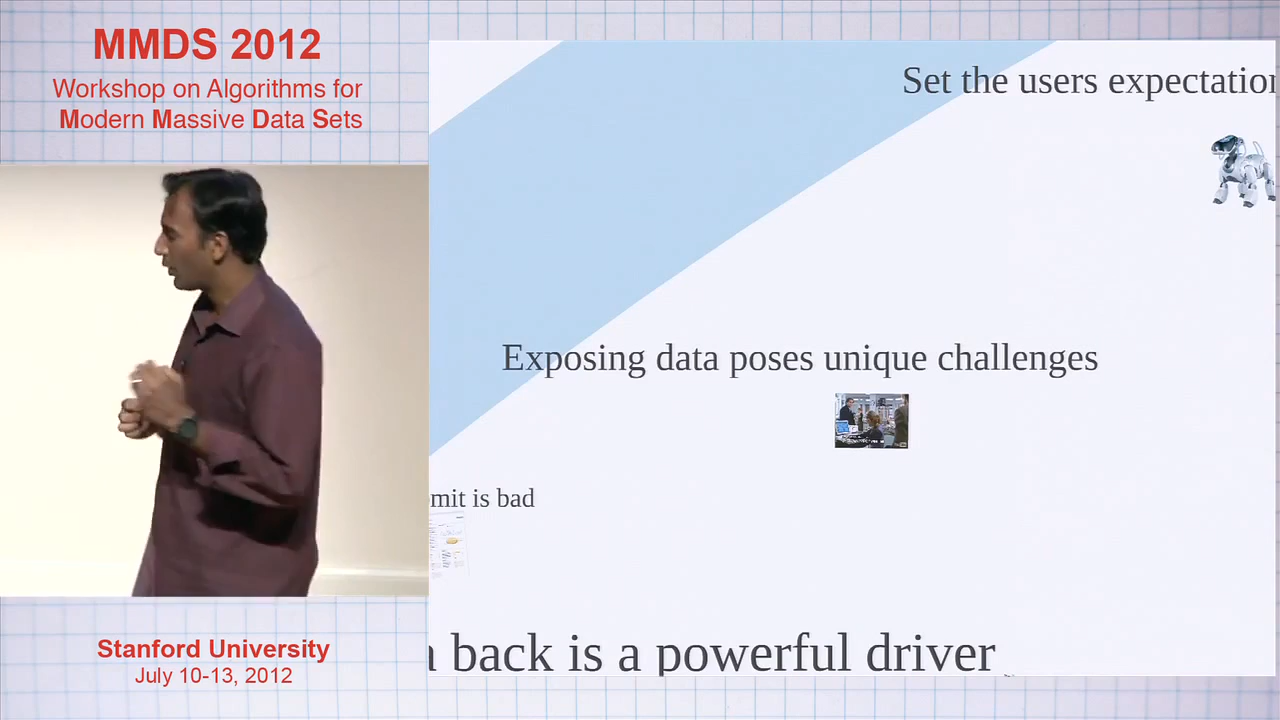 MMDS 2012
Workshop on Algorithms for
Modern Massive Data Sets
Set the users expectation
Exposing data poses unique challenges
mit is bad
back is a powerful driver
Stanford University
July 10-13, 2012